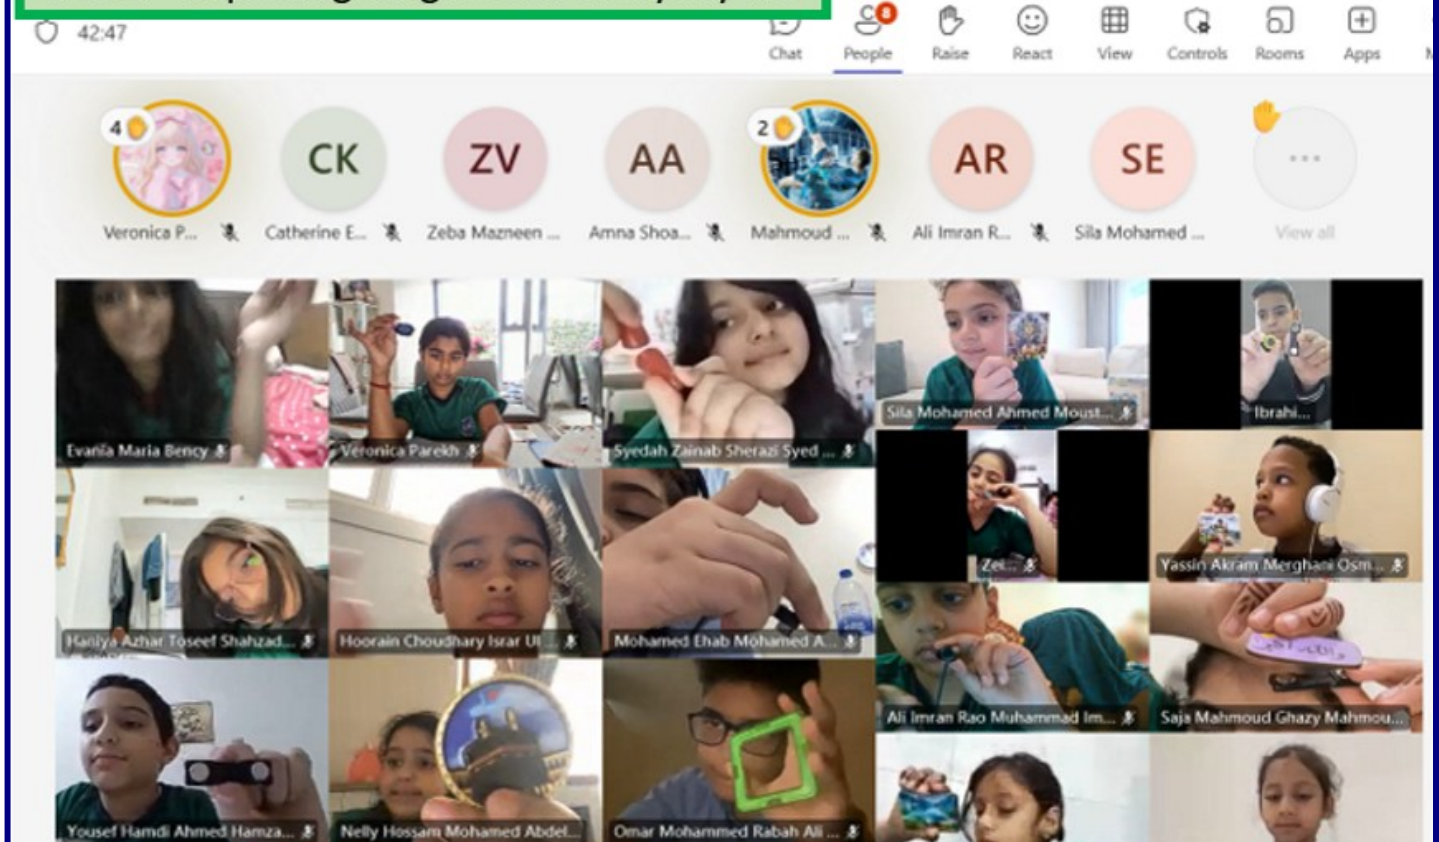 42:47
8
Chat People Raise React View Controls Rooms Apps
4
2
CK ZV AA AR SE
Veronica P... Catherine E... Zeba Mazneen ... Amna Shoa... Mahmoud ... Ali Imran R... Sila Mohamed ... View all
Evania Maria Bency
Veronica Parekh
Syedah Zainab Sherazi Syed ...
Sila Mohamed Ahmed Moust...
Ibrahi...
Zei...
Yassin Akram Merghani Osm...
Haniya Azhar Toseef Shahzad...
Hoorain Choudhary Israr Ul ...
Mohamed Ehab Mohamed A...
Ali Imran Rao Muhammad Im...
Saja Mahmoud Ghazy Mahmou...
Yousef Hamdi Ahmed Hamza...
Nelly Hossam Mohamed Abdel...
Omar Mohammed Rabah Ali ...